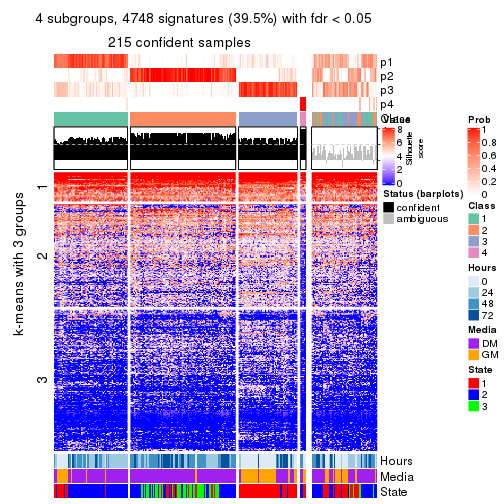 4 subgroups, 4748 signatures (39.5%) with fdr < 0.05
215 confident samples
p1
p2
p3
p4
Class
Value
8
6
4
2
0
Silhouette
score
Prob
1
0.8
0.6
0.4
0.2
0
Status (barplots)
confident
ambiguous
Class
1
2
3
4
Hours
0
24
48
72
Media
DM
GM
State
1
2
3
k-means with 3 groups
1
2
3
Hours
Media
State